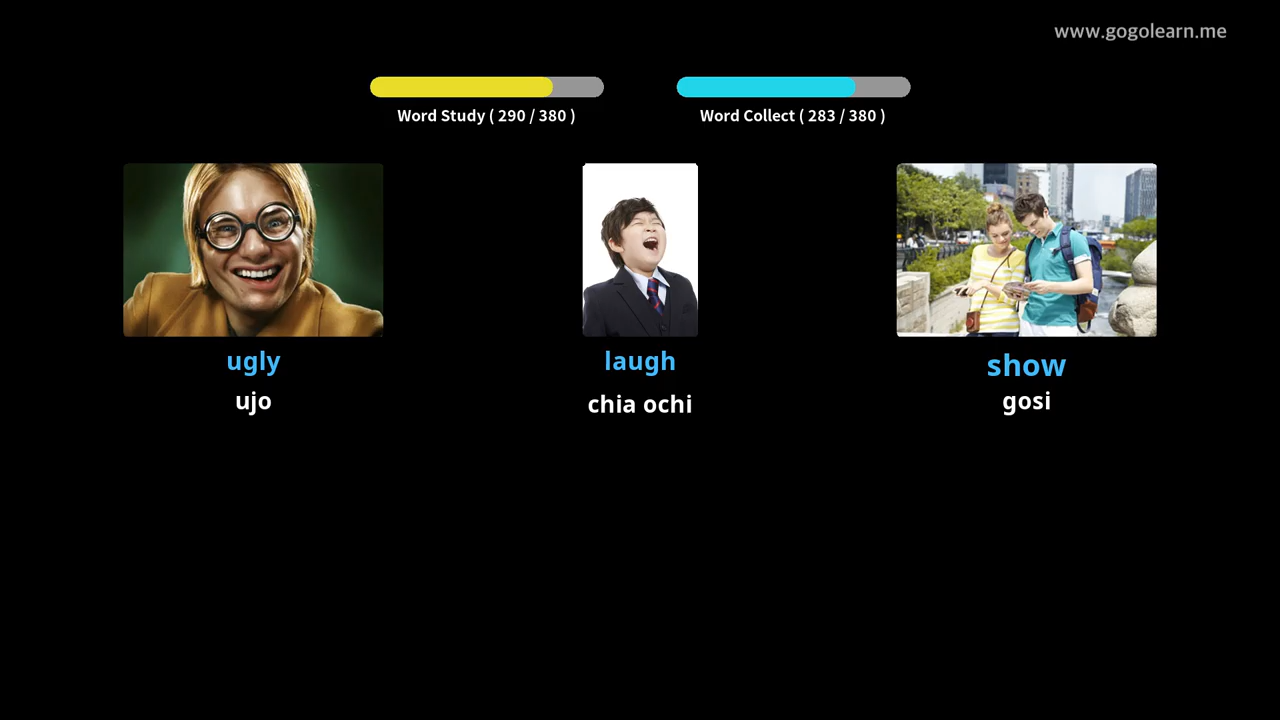 www.gogolearn.me
Word Study ( 290 / 380 )
Word Collect ( 283 / 380 )
ugly
laugh
show
ujo
chia ochi
gosi